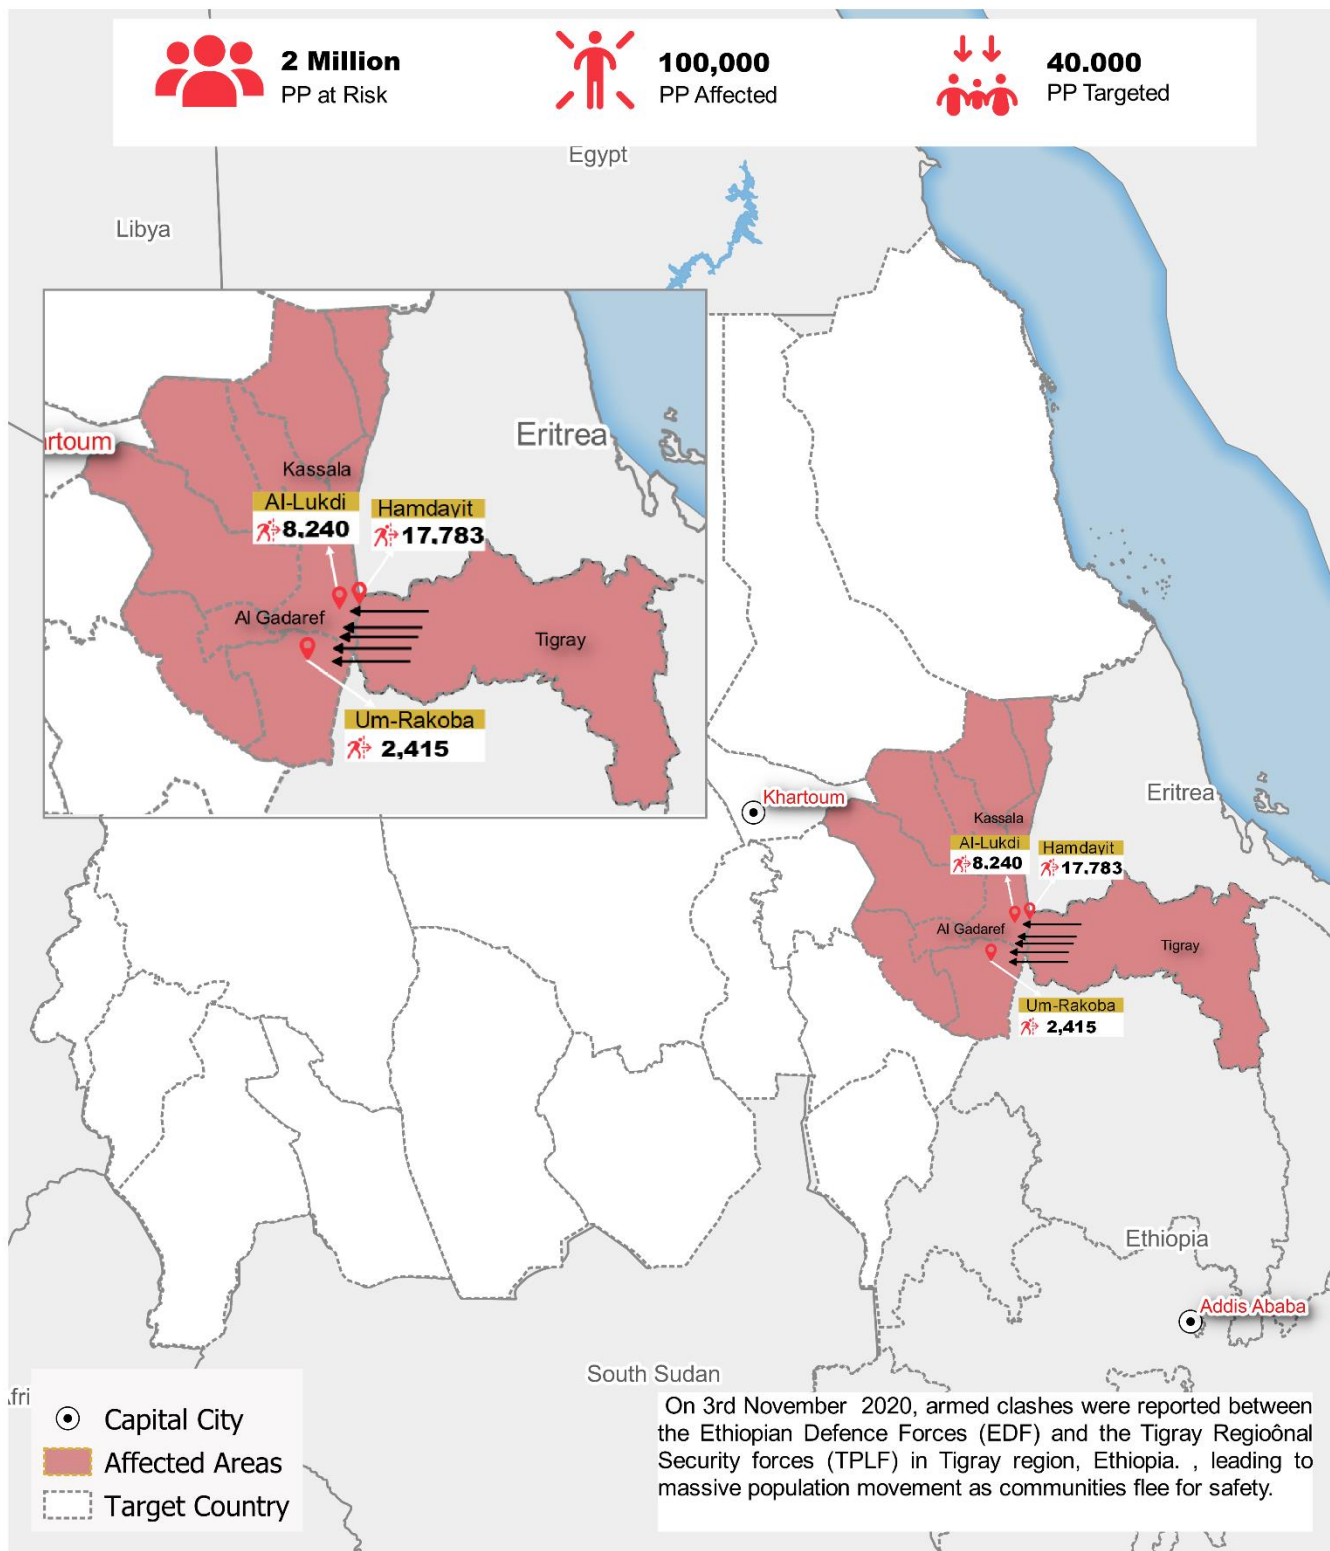 2 Million
PP at Risk
100,000
PP Affected
40.000
PP Targeted
Egypt
Libya
Eritrea
rtoum
Kassala
Al-Lukdi
8.240
Hamdayit
17.783
Al Gadaref
Tigray
Um-Rakoba
2,415
Khartoum
Eritrea
Kassala
Al-Lukdi
8.240
Hamdayit
17.783
Al Gadaref
Tigray
Um-Rakoba
2,415
Ethiopia
Addis Ababa
South Sudan
Afri
Capital City
Affected Areas
Target Country
On 3rd November 2020, armed clashes were reported between
the Ethiopian Defence Forces (EDF) and the Tigray Regioônal
Security forces (TPLF) in Tigray region, Ethiopia. , leading to
massive population movement as communities flee for safety.